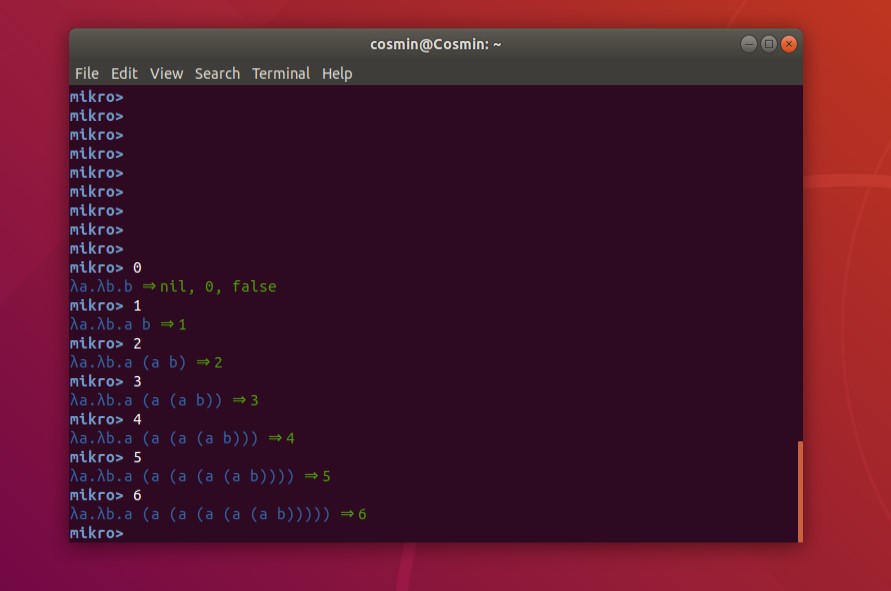 cosmin@Cosmin: ~
File Edit View Search Terminal Help
mikro>
mikro>
mikro>
mikro>
mikro>
mikro>
mikro>
mikro>
mikro>
mikro> 0
λa.λb.b ⇒ nil, 0, false
mikro> 1
λa.λb.a b ⇒ 1
mikro> 2
λa.λb.a (a b) ⇒ 2
mikro> 3
λa.λb.a (a (a b)) ⇒ 3
mikro> 4
λa.λb.a (a (a (a b))) ⇒ 4
mikro> 5
λa.λb.a (a (a (a (a b)))) ⇒ 5
mikro> 6
λa.λb.a (a (a (a (a (a b))))) ⇒ 6
mikro>